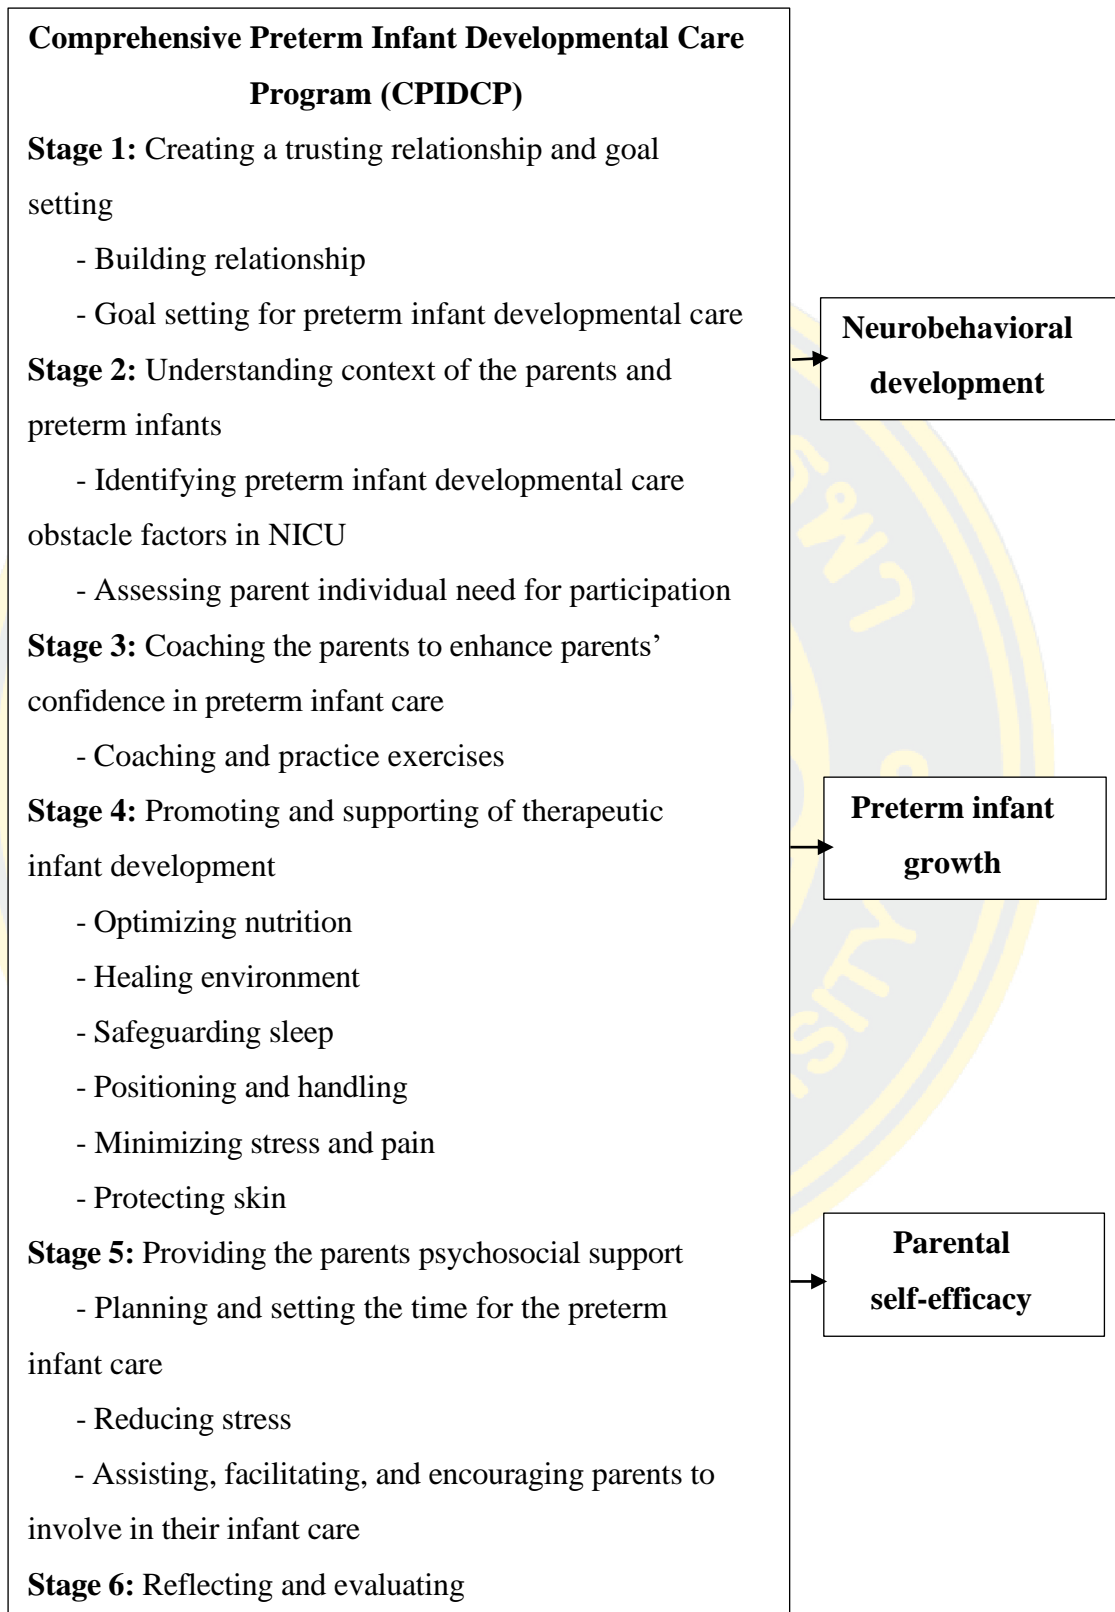 Comprehensive Preterm Infant Developmental Care
Program (CPIDCP)
Stage 1: Creating a trusting relationship and goal
setting
- Building relationship
- Goal setting for preterm infant developmental care
Stage 2: Understanding context of the parents and
preterm infants
- Identifying preterm infant developmental care
obstacle factors in NICU
- Assessing parent individual need for participation
Stage 3: Coaching the parents to enhance parents’
confidence in preterm infant care
- Coaching and practice exercises
Stage 4: Promoting and supporting of therapeutic
infant development
- Optimizing nutrition
- Healing environment
- Safeguarding sleep
- Positioning and handling
- Minimizing stress and pain
- Protecting skin
Stage 5: Providing the parents psychosocial support
- Planning and setting the time for the preterm
infant care
- Reducing stress
- Assisting, facilitating, and encouraging parents to
involve in their infant care
Stage 6: Reflecting and evaluating
Neurobehavioral
development
Preterm infant
growth
Parental
self-efficacy